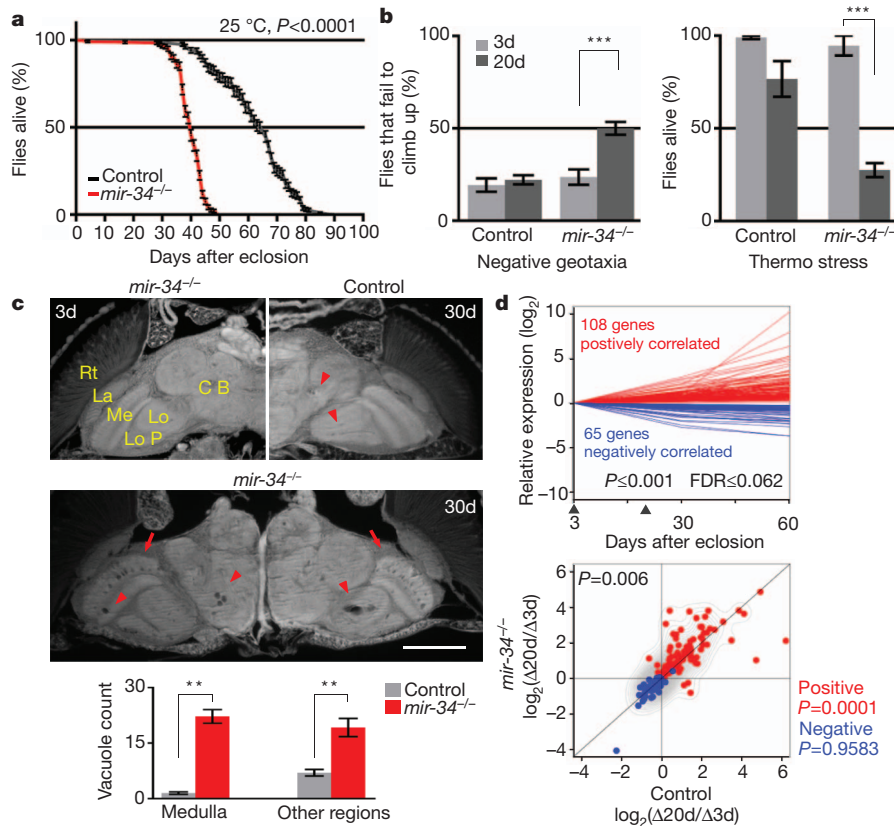 a
25 °C, P<0.0001
100
50
0
Flies alive (%)
Control
mir-34–/–
0 10 20 30 40 50 60 70 80 90 100
Days after eclosion
b
100
50
0
Flies that fail to
climb up (%)
3d
20d
***
Control mir-34–/–
Negative geotaxia
100
50
0
Flies alive (%)
***
Control mir-34–/–
Thermo stress
c
mir-34–/–
Control
3d
30d
Rt
La
Me
Lo
Lo P
C B
mir-34–/–
30d
30
15
0
Vacuole count
**
**
Control
mir-34–/–
Medulla Other regions
d
10
5
0
−5
−10
Relative expression (log2)
108 genes
postively correlated
65 genes
negatively correlated
P≤0.001 FDR≤0.062
3 30 60
Days after eclosion
P=0.006
6
4
2
0
−2
−4
mir-34–/–
log2(Δ20d/Δ3d)
Positive
P=0.0001
Negative
P=0.9583
−4 −2 0 2 4 6
Control
log2(Δ20d/Δ3d)